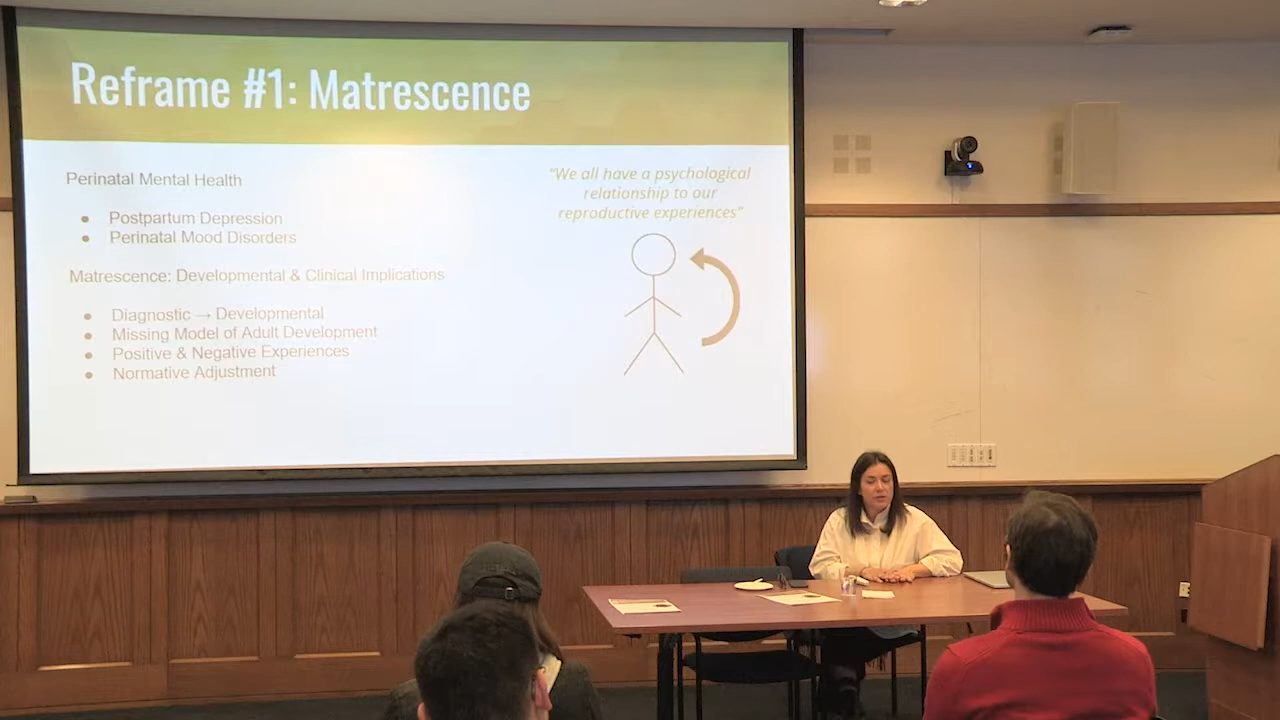 Reframe #1: Matrescence
Perinatal Mental Health
● Postpartum Depression
● Perinatal Mood Disorders
Matrescence: Developmental & Clinical Implications
● Diagnostic → Developmental
● Missing Model of Adult Development
● Positive & Negative Experiences
● Normative Adjustment
"We all have a psychological
relationship to our
reproductive experiences"